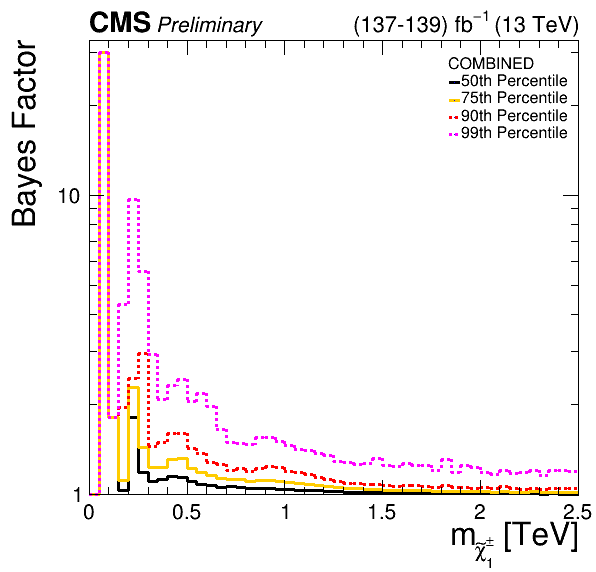 CMS Preliminary (137-139) fb⁻¹ (13 TeV)
Bayes Factor
COMBINED
50th Percentile
75th Percentile
90th Percentile
99th Percentile
10
1
0 0.5 1 1.5 2 2.5
m_{χ̃₁^±} [TeV]